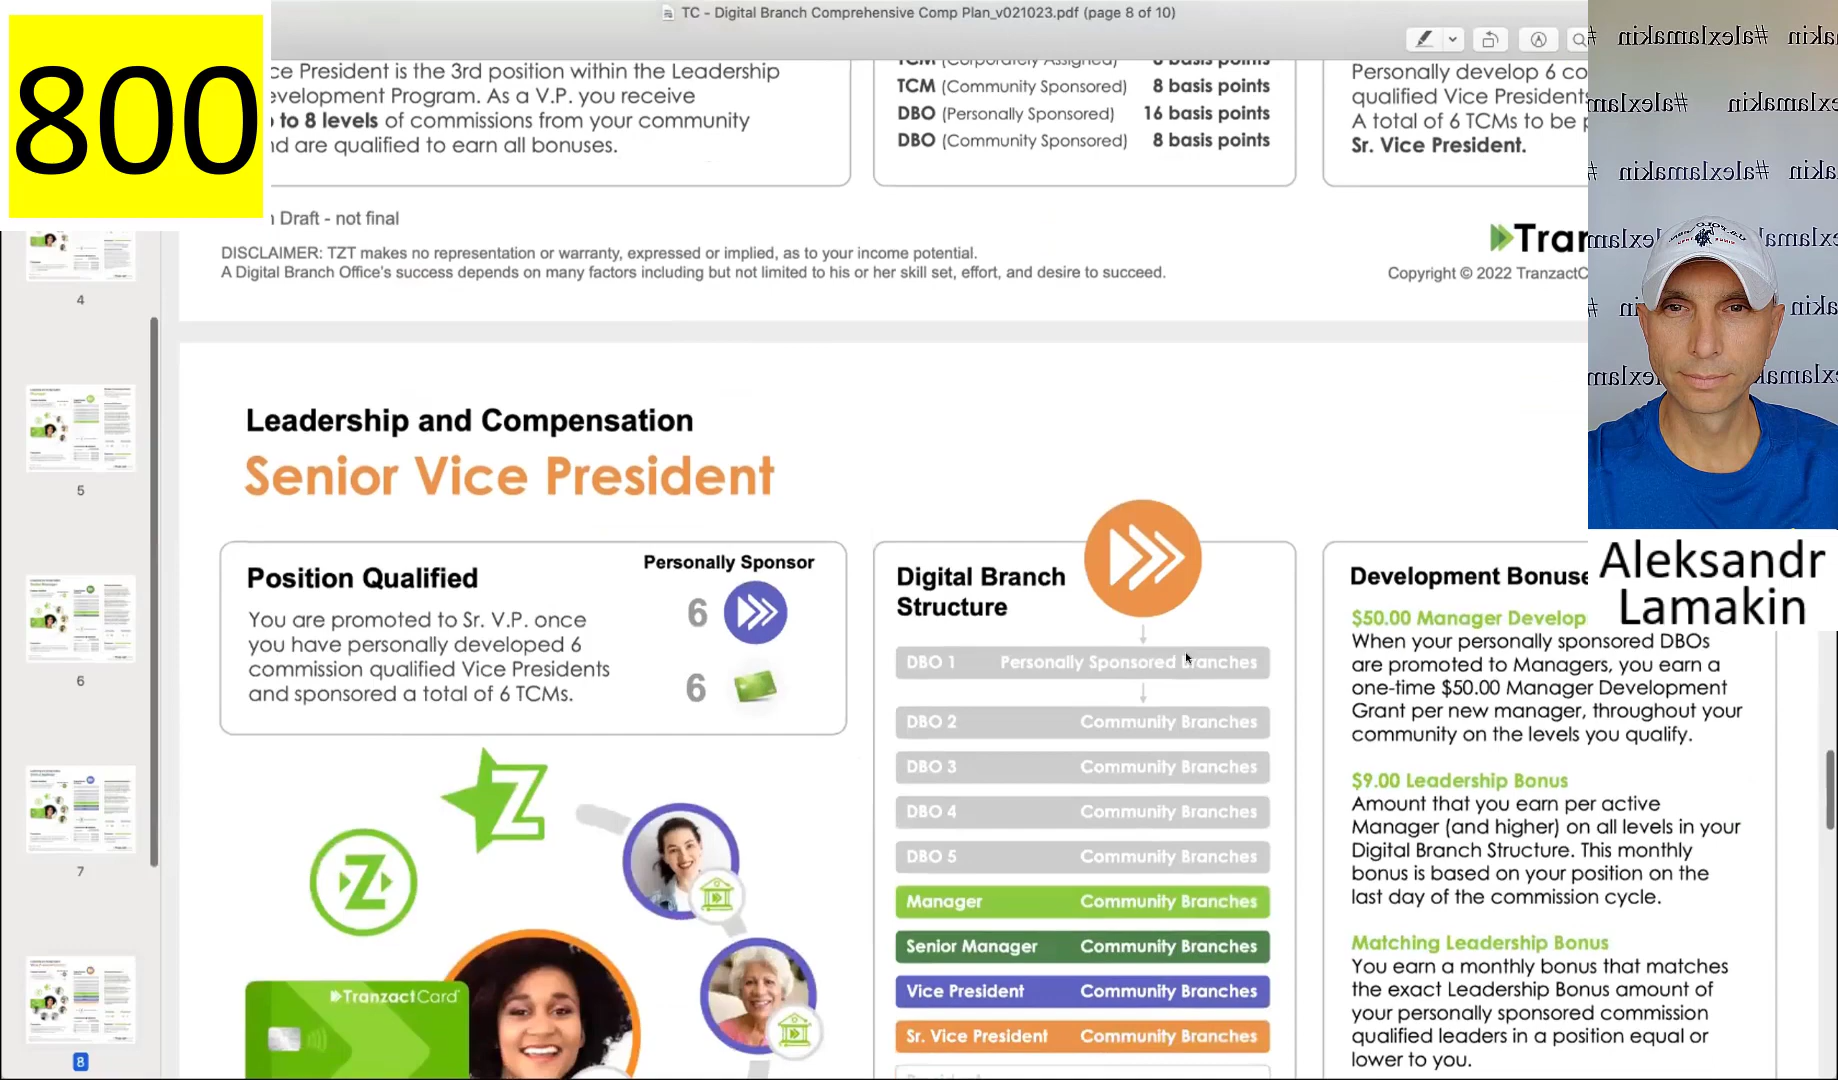 800
TC - Digital Branch Comprehensive Comp Plan_v021023.pdf (page 8 of 10)
ce President is the 3rd position within the Leadership
evelopment Program. As a V.P. you receive
to 8 levels of commissions from your community
nd are qualified to earn all bonuses.
TCM (Corporately Assigned) 8 basis points
TCM (Community Sponsored) 8 basis points
DBO (Personally Sponsored) 16 basis points
DBO (Community Sponsored) 8 basis points
Personally develop 6 co
qualified Vice Presidents
A total of 6 TCMs to be p
Sr. Vice President.
Draft - not final
DISCLAIMER: TZT makes no representation or warranty, expressed or implied, as to your income potential.
A Digital Branch Office's success depends on many factors including but not limited to his or her skill set, effort, and desire to succeed.
Tran
Copyright © 2022 TranzactC
#alexlamakin
Aleksandr
Lamakin
4
5
6
7
8
Leadership and Compensation
Senior Vice President
Position Qualified
You are promoted to Sr. V.P. once
you have personally developed 6
commission qualified Vice Presidents
and sponsored a total of 6 TCMs.
Personally Sponsor
6
6
Z
Z
TranzactCard
Digital Branch
Structure
DBO 1 Personally Sponsored Branches
DBO 2 Community Branches
DBO 3 Community Branches
DBO 4 Community Branches
DBO 5 Community Branches
Manager Community Branches
Senior Manager Community Branches
Vice President Community Branches
Sr. Vice President Community Branches
Development Bonuse
$50.00 Manager Develop
When your personally sponsored DBOs
are promoted to Managers, you earn a
one-time $50.00 Manager Development
Grant per new manager, throughout your
community on the levels you qualify.
$9.00 Leadership Bonus
Amount that you earn per active
Manager (and higher) on all levels in your
Digital Branch Structure. This monthly
bonus is based on your position on the
last day of the commission cycle.
Matching Leadership Bonus
You earn a monthly bonus that matches
the exact Leadership Bonus amount of
your personally sponsored commission
qualified leaders in a position equal or
lower to you.